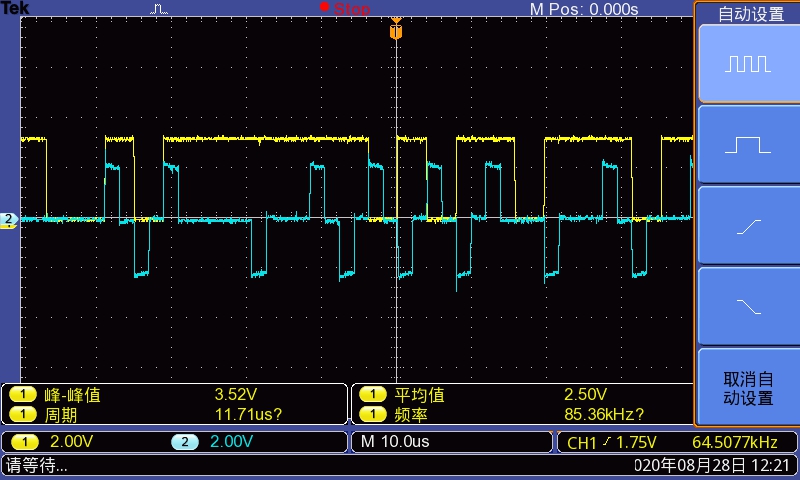 Tek Stop M Pos: 0.000s
自动设置
T
2
取消自
动设置
1 峰-峰值 3.52V 1 平均值 2.50V
1 周期 11.71us? 1 频率 85.36kHz?
1 2.00V 2 2.00V M 10.0us CH1 1.75V 64.5077kHz
请等待... 020年08月28日 12:21